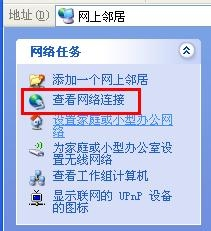 地址(D) 网上邻居
网络任务
添加一个网上邻居
查看网络连接
设置家庭或小型办公网
络
为家庭或小型办公室设
置无线网络
查看工作组计算机
显示联网的 UPnP 设备
的图标